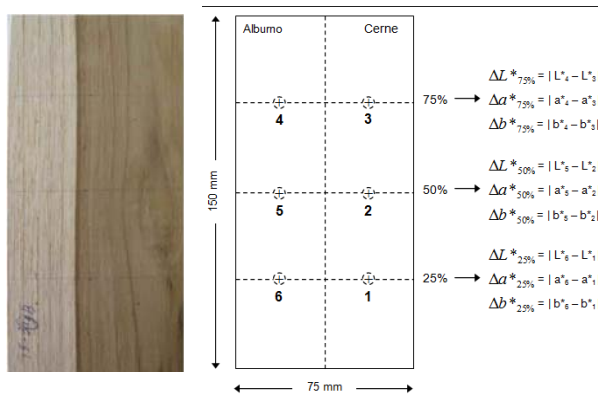 Alburno Cerne
75%
4 3
ΔL*75% = | L*4 – L*3
Δa*75% = | a*4 – a*3
Δb*75% = | b*4 – b*3|
50%
5 2
ΔL*50% = | L*5 – L*2
Δa*50% = | a*5 – a*2
Δb*50% = | b*5 – b*2|
25%
6 1
ΔL*25% = | L*6 – L*1
Δa*25% = | a*6 – a*1
Δb*25% = | b*6 – b*1
150 mm
75 mm